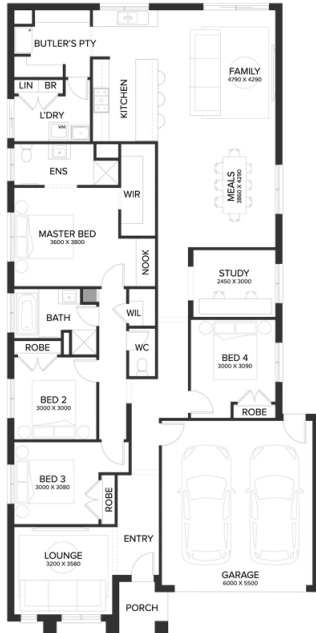 BUTLER'S PTY
LIN
BR
L'DRY
WM
KITCHEN
FAMILY
4790 X 4290
MEALS
3860 X 4290
ENS
WIR
MASTER BED
3600 X 3800
NOOK
STUDY
2450 X 3000
BATH
WIL
ROBE
WC
BED 4
3000 X 3090
ROBE
BED 2
3000 X 3000
BED 3
3000 X 3080
ROBE
LOUNGE
3200 X 3580
ENTRY
GARAGE
6000 X 5500
PORCH